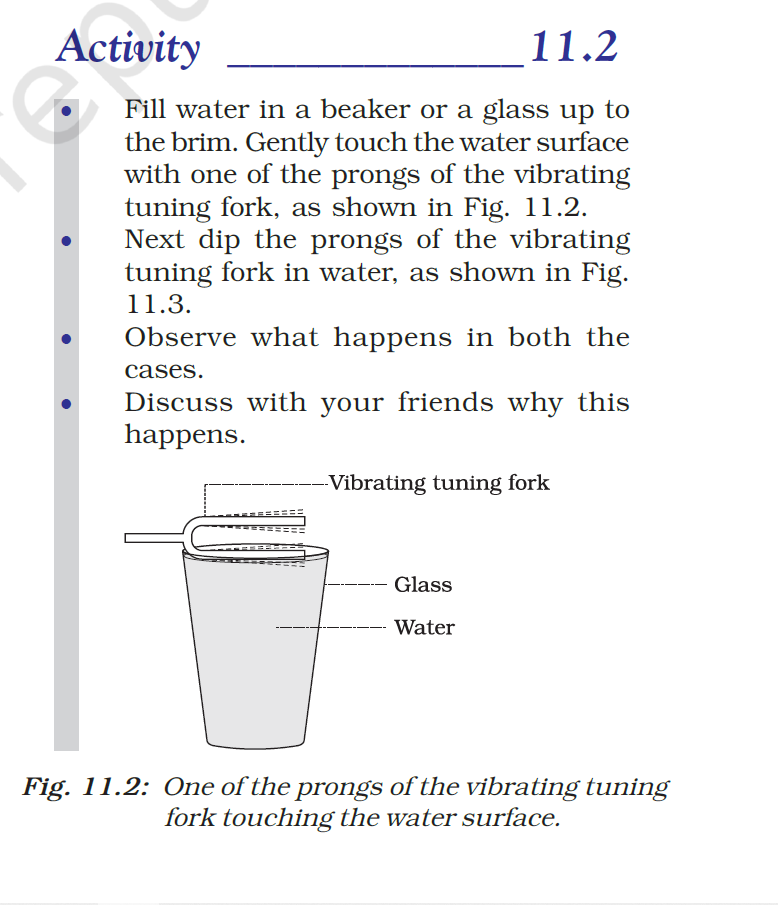 Activity ______________ 11.2
• Fill water in a beaker or a glass up to
the brim. Gently touch the water surface
with one of the prongs of the vibrating
tuning fork, as shown in Fig. 11.2.
• Next dip the prongs of the vibrating
tuning fork in water, as shown in Fig.
11.3.
• Observe what happens in both the
cases.
• Discuss with your friends why this
happens.
Vibrating tuning fork
Glass
Water
Fig. 11.2: One of the prongs of the vibrating tuning
fork touching the water surface.